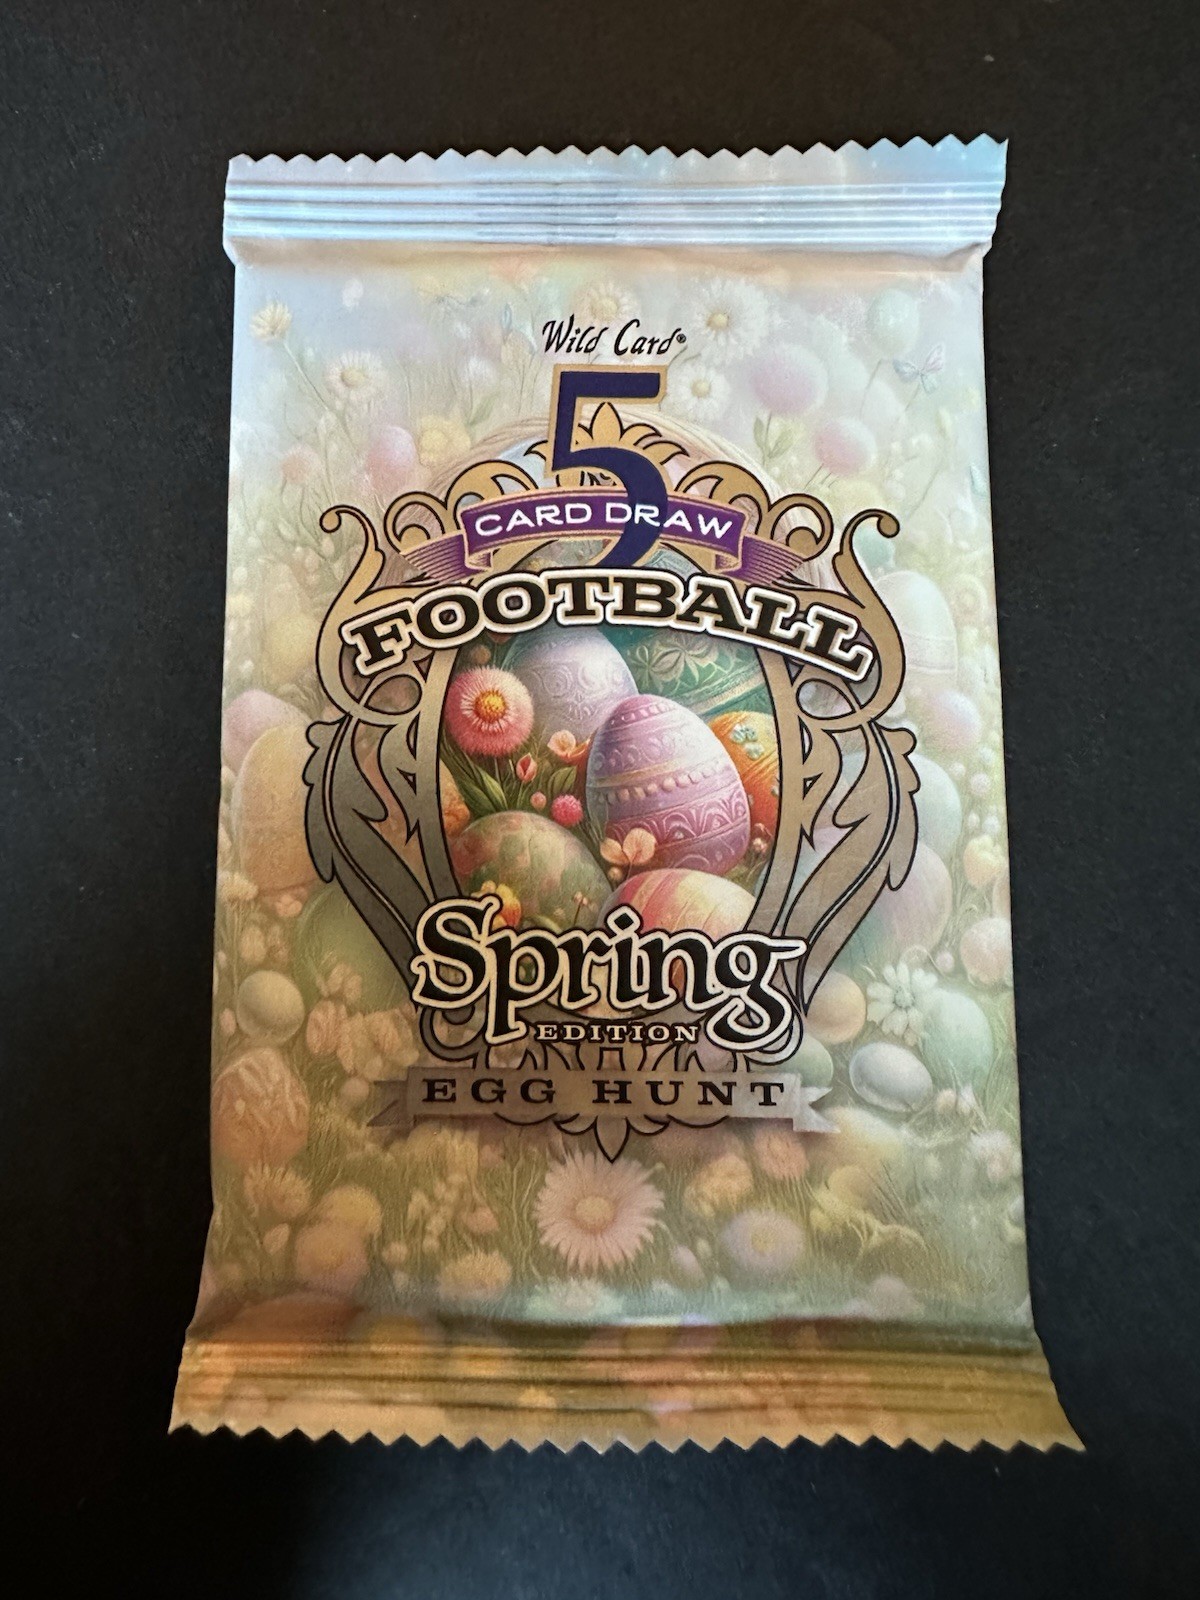 Wild Card®
5
CARD DRAW
FOOTBALL
Spring
EDITION
EGG HUNT